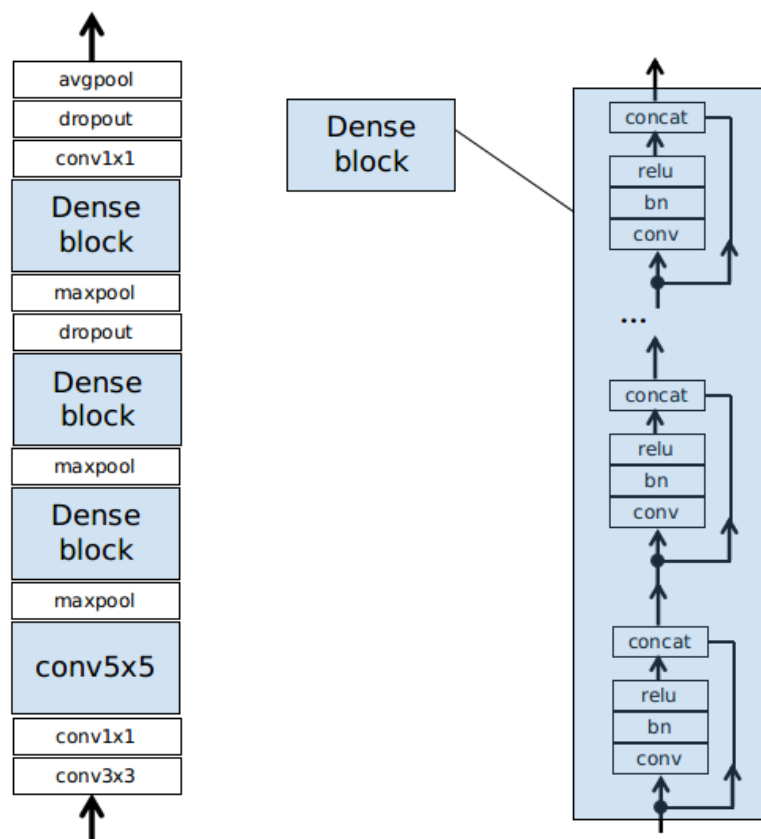 avgpool
dropout
conv1x1
Dense
block
maxpool
dropout
Dense
block
maxpool
Dense
block
maxpool
conv5x5
conv1x1
conv3x3
Dense
block
concat
relu
bn
conv
...
concat
relu
bn
conv
concat
relu
bn
conv